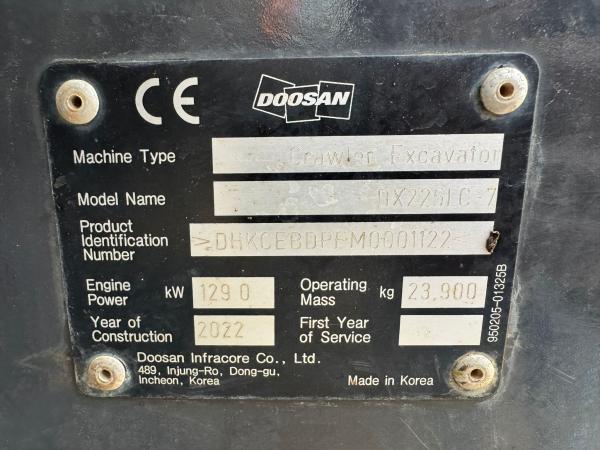 CE
DOOSAN
Machine Type Crawler Excavator
Model Name DX225LC-7
Product
Identification
Number
Engine
Power kW 129.0
Operating
Mass kg 23,900
Year of
Construction 2022
First Year
of Service
Doosan Infracore Co., Ltd.
489, Injung-Ro, Dong-gu,
Incheon, Korea
Made in Korea
950205-01325B